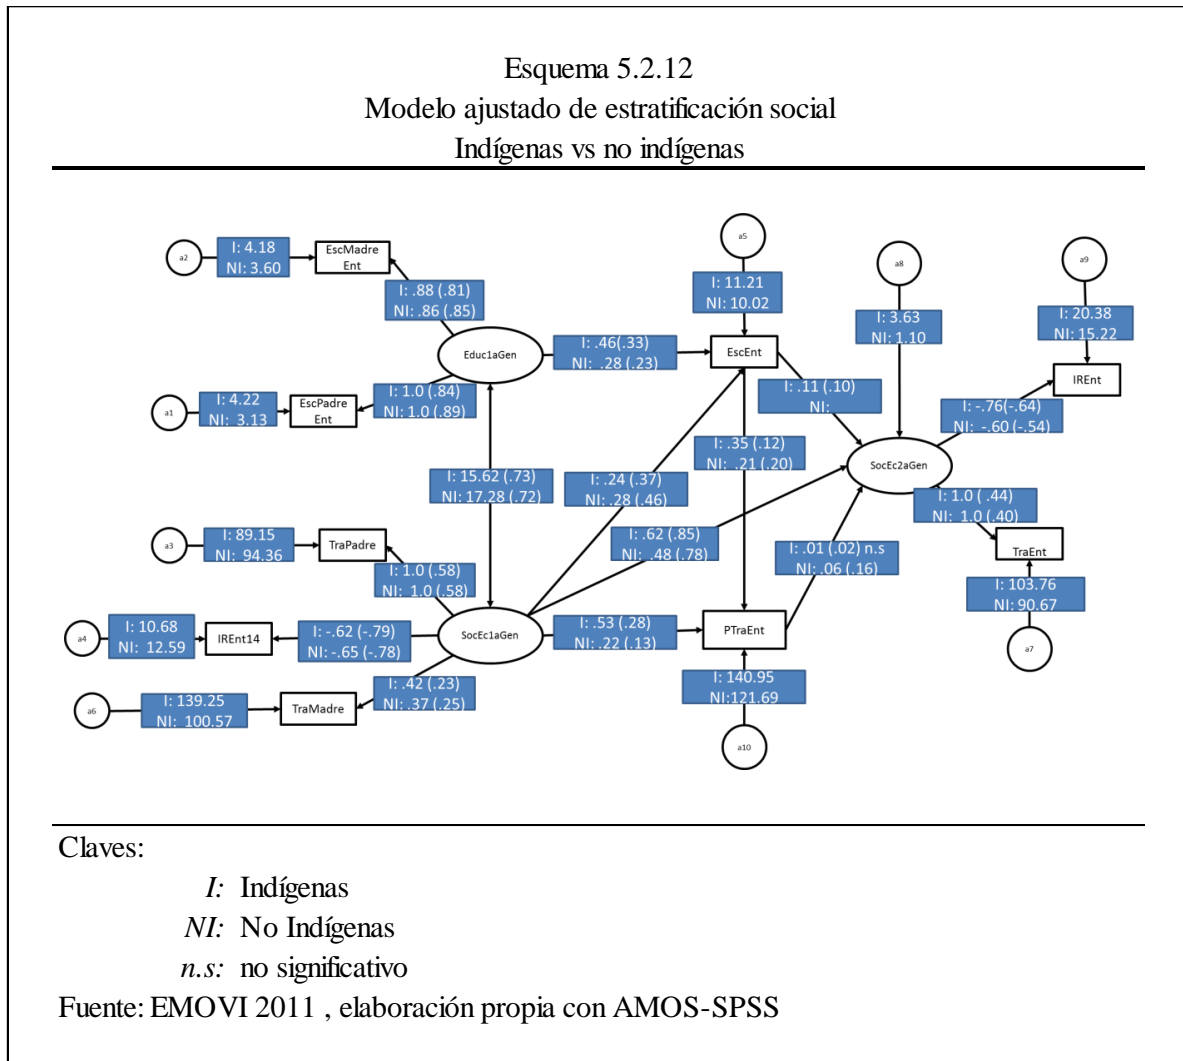 Esquema 5.2.12
Modelo ajustado de estratificación social
Indígenas vs no indígenas
a2
I: 4.18
NI: 3.60
EscMadre
Ent
I: .88 (.81)
NI: .86 (.85)
a5
I: 11.21
NI: 10.02
a8
I: 3.63
NI: 1.10
a9
I: 20.38
NI: 15.22
Educ1aGen
I: .46(.33)
NI: .28 (.23)
EscEnt
I: .11 (.10)
NI:
IREnt
a1
I: 4.22
NI: 3.13
EscPadre
Ent
I: 1.0 (.84)
NI: 1.0 (.89)
I: -.76(-.64)
NI: -.60 (-.54)
I: 15.62 (.73)
NI: 17.28 (.72)
I: .24 (.37)
NI: .28 (.46)
I: .35 (.12)
NI: .21 (.20)
SocEc2aGen
I: 1.0 ( .44)
NI: 1.0 (.40)
a3
I: 89.15
NI: 94.36
TraPadre
I: 1.0 (.58)
NI: 1.0 (.58)
I: .62 (.85)
NI: .48 (.78)
I: .01 (.02) n.s
NI: .06 (.16)
TraEnt
I: 103.76
NI: 90.67
a7
a4
I: 10.68
NI: 12.59
IREnt14
I: -.62 (-.79)
NI: -.65 (-.78)
SocEc1aGen
I: .53 (.28)
NI: .22 (.13)
PTraEnt
a6
I: 139.25
NI: 100.57
TraMadre
I: .42 (.23)
NI: .37 (.25)
I: 140.95
NI:121.69
a10
Claves:
I: Indígenas
NI: No Indígenas
n.s: no significativo
Fuente: EMOVI 2011 , elaboración propia con AMOS-SPSS